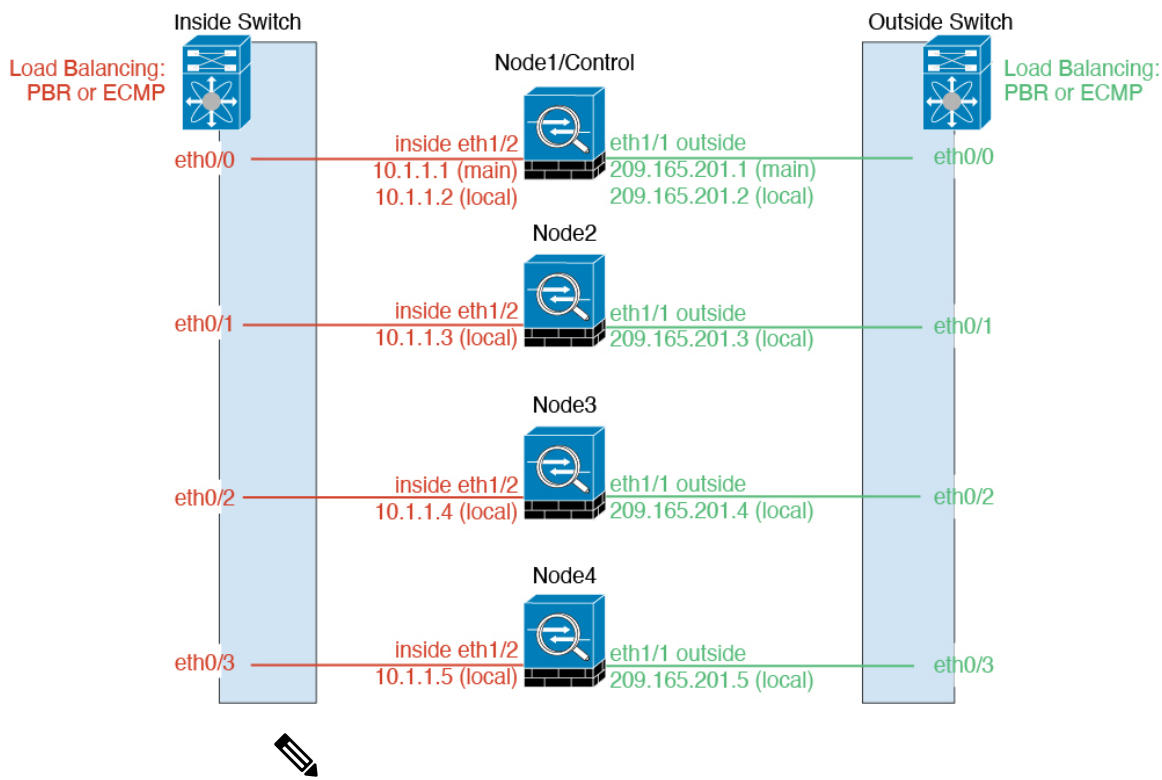 Inside Switch
Outside Switch
Load Balancing:
PBR or ECMP
Node1/Control
Load Balancing:
PBR or ECMP
eth0/0
inside eth1/2
10.1.1.1 (main)
10.1.1.2 (local)
eth1/1 outside
209.165.201.1 (main)
209.165.201.2 (local)
eth0/0
Node2
eth0/1
inside eth1/2
10.1.1.3 (local)
eth1/1 outside
209.165.201.3 (local)
eth0/1
Node3
eth0/2
inside eth1/2
10.1.1.4 (local)
eth1/1 outside
209.165.201.4 (local)
eth0/2
Node4
eth0/3
inside eth1/2
10.1.1.5 (local)
eth1/1 outside
209.165.201.5 (local)
eth0/3